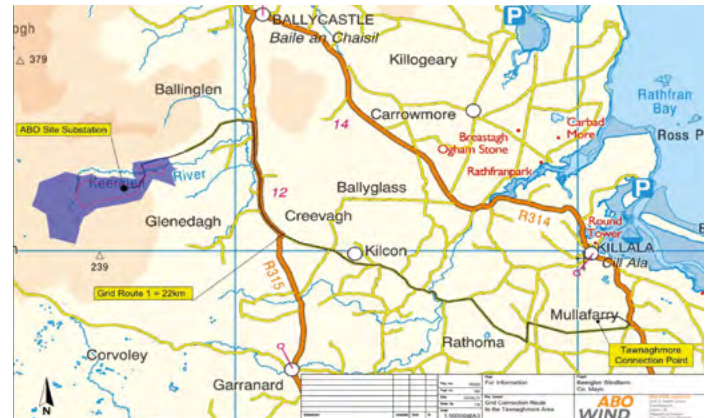 BALLYCASTLE
Baile an Chaisil
ogh
379
Killogeary
Ballinglen
Rathfran
Bay
ABO Site Substation
Carrowmore
14
Carbad
More
Breastagh
Ogham Stone
Ross P
Rathfranpark
River
12
Ballyglass
Glenedagh
Creevagh
R314
Round
Tower
KILLALA
Cill Ala
Kilcon
239
R315
Grid Route 1 = 22km
Mullafarry
Rathoma
Tawnaghmore
Connection Point
Corvoley
Garranard
N
For Information
Keerglen Windfarm
Co. Mayo
Grid Connection Route
to the Tawnaghmore Area
ABO
WIND
P
P